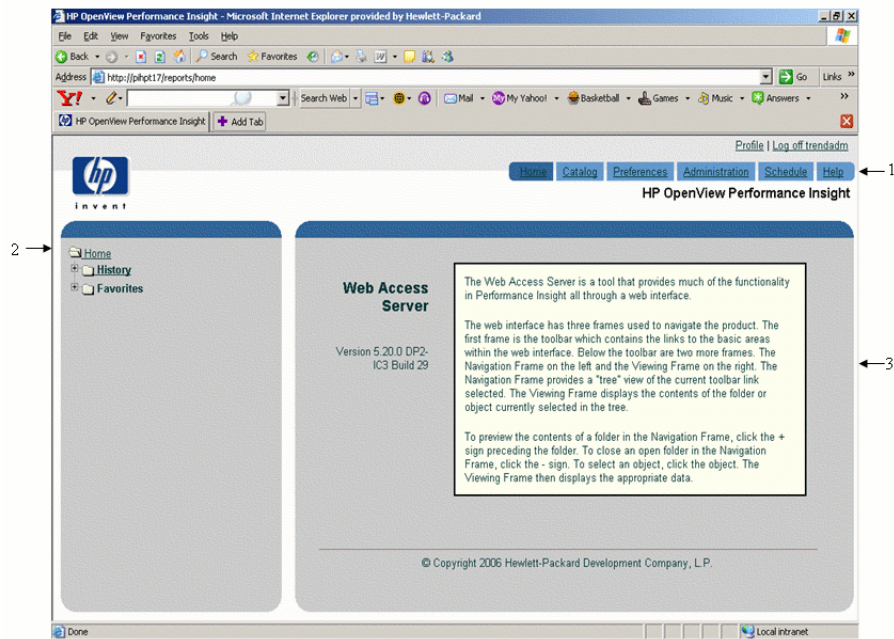 HP OpenView Performance Insight - Microsoft Internet Explorer provided by Hewlett-Packard
File Edit View Favorites Tools Help
Back Search Favorites
Address http://pihpt17/reports/home Go Links »
Y! Search Web Mail My Yahoo! Basketball Games Music Answers »
HP OpenView Performance Insight Add Tab
Profile | Log off trendadm
hp
invent
Home Catalog Preferences Administration Schedule Help
1
HP OpenView Performance Insight
2
Home
History
Favorites
Web Access
Server
Version 5.20.0 DP2-
IC3 Build 29
The Web Access Server is a tool that provides much of the functionality
in Performance Insight all through a web interface.
The web interface has three frames used to navigate the product. The
first frame is the toolbar which contains the links to the basic areas
within the web interface. Below the toolbar are two more frames. The
Navigation Frame on the left and the Viewing Frame on the right. The
Navigation Frame provides a "tree" view of the current toolbar link
selected. The Viewing Frame displays the contents of the folder or
object currently selected in the tree.
To preview the contents of a folder in the Navigation Frame, click the +
sign preceding the folder. To close an open folder in the Navigation
Frame, click the - sign. To select an object, click the object. The
Viewing Frame then displays the appropriate data.
3
© Copyright 2006 Hewlett-Packard Development Company, L.P.
Done Local intranet